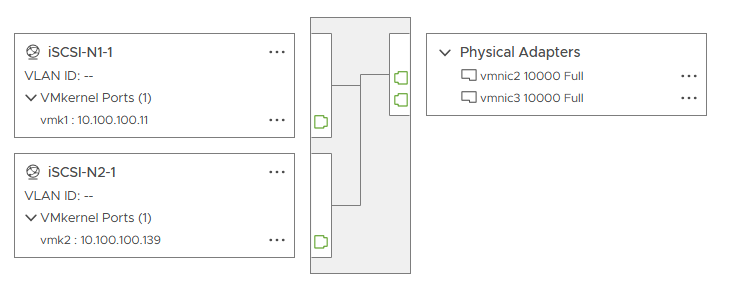 iSCSI-N1-1
VLAN ID: --
VMkernel Ports (1)
vmk1 : 10.100.100.11
iSCSI-N2-1
VLAN ID: --
VMkernel Ports (1)
vmk2 : 10.100.100.139
Physical Adapters
vmnic2 10000 Full
vmnic3 10000 Full